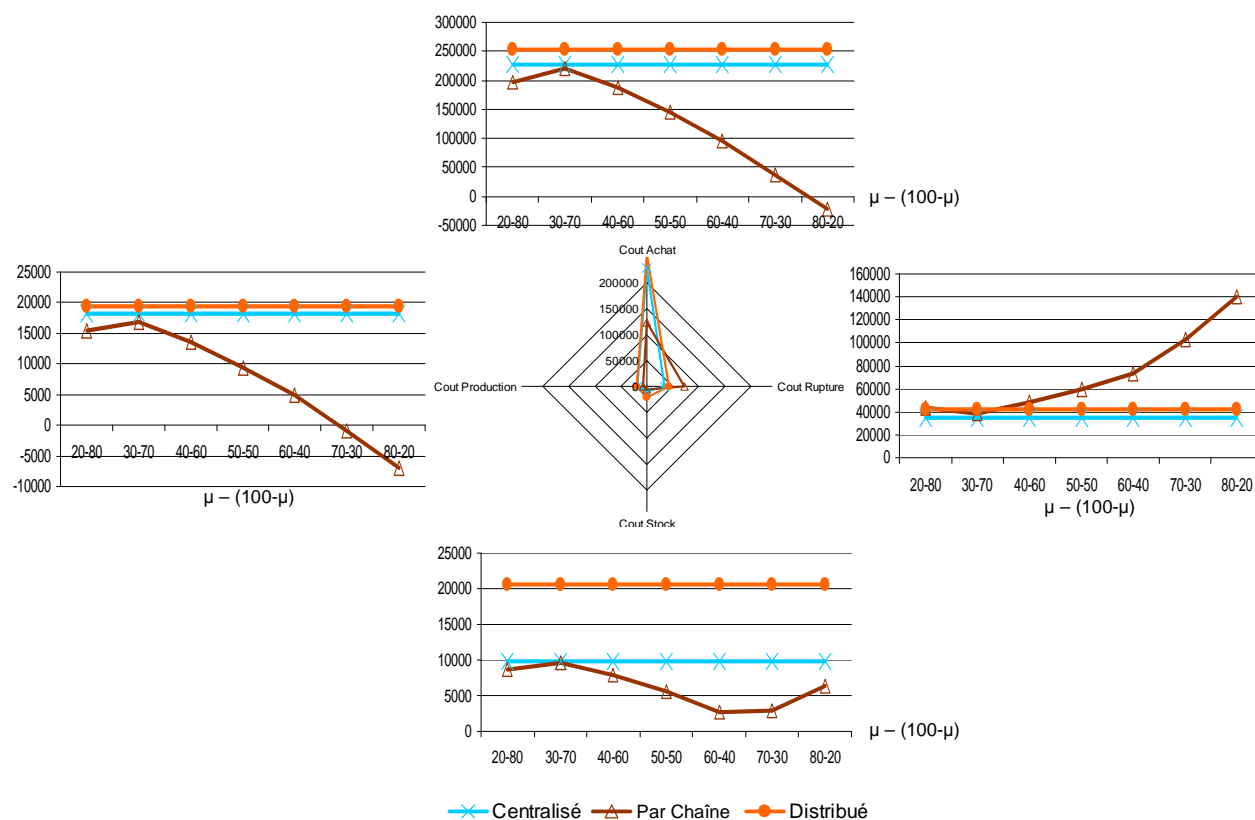 300000
250000
200000
150000
100000
50000
0
-50000
20-80 30-70 40-60 50-50 60-40 70-30 80-20
µ – (100-µ)
25000
20000
15000
10000
5000
0
-5000
-10000
20-80 30-70 40-60 50-50 60-40 70-30 80-20
µ – (100-µ)
Cout Achat
200000
150000
100000
50000
0
Cout Production
Cout Rupture
Cout Stock
160000
140000
120000
100000
80000
60000
40000
20000
0
20-80 30-70 40-60 50-50 60-40 70-30 80-20
µ – (100-µ)
25000
20000
15000
10000
5000
0
20-80 30-70 40-60 50-50 60-40 70-30 80-20
µ – (100-µ)
Centralisé Par Chaîne Distribué